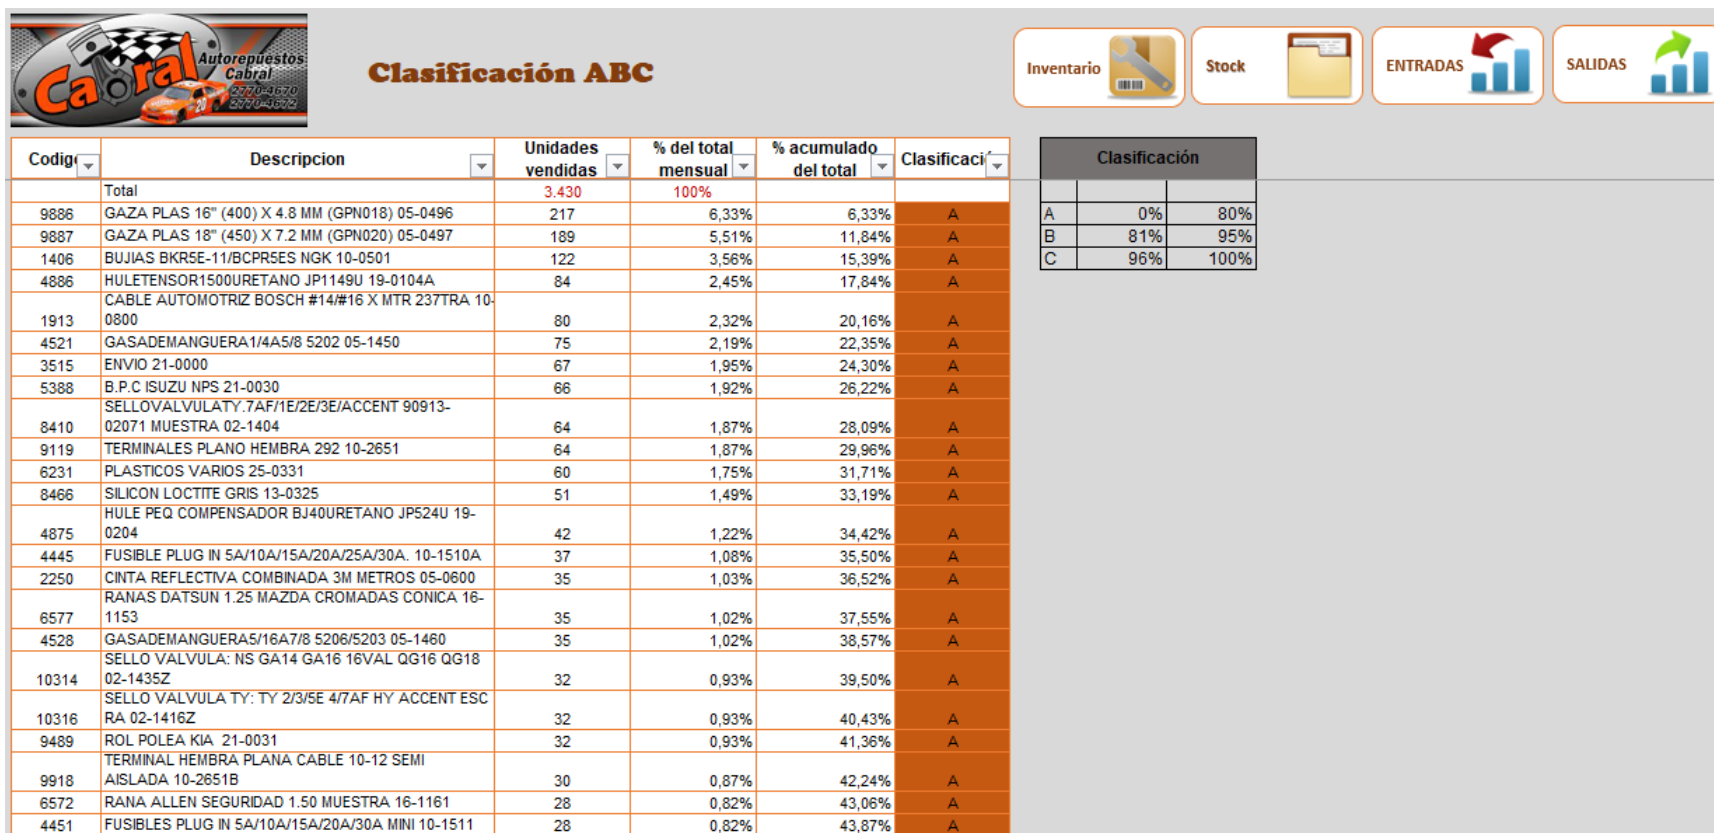 Cabral
Autorepuestos
Cabral
2770-4670
2770-4672
20
Clasificación ABC
Inventario
Stock
ENTRADAS
SALIDAS
Codigo Descripcion Unidades vendidas % del total mensual % acumulado del total Clasificació
Total 3.430 100%
9886 GAZA PLAS 16" (400) X 4.8 MM (GPN018) 05-0496 217 6,33% 6,33% A
9887 GAZA PLAS 18" (450) X 7.2 MM (GPN020) 05-0497 189 5,51% 11,84% A
1406 BUJIAS BKR5E-11/BCPR5ES NGK 10-0501 122 3,56% 15,39% A
4886 HULETENSOR1500URETANO JP1149U 19-0104A 84 2,45% 17,84% A
CABLE AUTOMOTRIZ BOSCH #14/#16 X MTR 237TRA 10-
1913 0800 80 2,32% 20,16% A
4521 GASADEMANGUERA1/4A5/8 5202 05-1450 75 2,19% 22,35% A
3515 ENVIO 21-0000 67 1,95% 24,30% A
5388 B.P.C ISUZU NPS 21-0030 66 1,92% 26,22% A
SELLOVALVULATY.7AF/1E/2E/3E/ACCENT 90913-
8410 02071 MUESTRA 02-1404 64 1,87% 28,09% A
9119 TERMINALES PLANO HEMBRA 292 10-2651 64 1,87% 29,96% A
6231 PLASTICOS VARIOS 25-0331 60 1,75% 31,71% A
8466 SILICON LOCTITE GRIS 13-0325 51 1,49% 33,19% A
HULE PEQ COMPENSADOR BJ40URETANO JP524U 19-
4875 0204 42 1,22% 34,42% A
4445 FUSIBLE PLUG IN 5A/10A/15A/20A/25A/30A. 10-1510A 37 1,08% 35,50% A
2250 CINTA REFLECTIVA COMBINADA 3M METROS 05-0600 35 1,03% 36,52% A
RANAS DATSUN 1.25 MAZDA CROMADAS CONICA 16-
6577 1153 35 1,02% 37,55% A
4528 GASADEMANGUERA5/16A7/8 5206/5203 05-1460 35 1,02% 38,57% A
SELLO VALVULA: NS GA14 GA16 16VAL QG16 QG18
10314 02-1435Z 32 0,93% 39,50% A
SELLO VALVULA TY: TY 2/3/5E 4/7AF HY ACCENT ESC
10316 RA 02-1416Z 32 0,93% 40,43% A
9489 ROL POLEA KIA 21-0031 32 0,93% 41,36% A
TERMINAL HEMBRA PLANA CABLE 10-12 SEMI
9918 AISLADA 10-2651B 30 0,87% 42,24% A
6572 RANA ALLEN SEGURIDAD 1.50 MUESTRA 16-1161 28 0,82% 43,06% A
4451 FUSIBLES PLUG IN 5A/10A/15A/20A/30A MINI 10-1511 28 0,82% 43,87% A
Clasificación
A 0% 80%
B 81% 95%
C 96% 100%